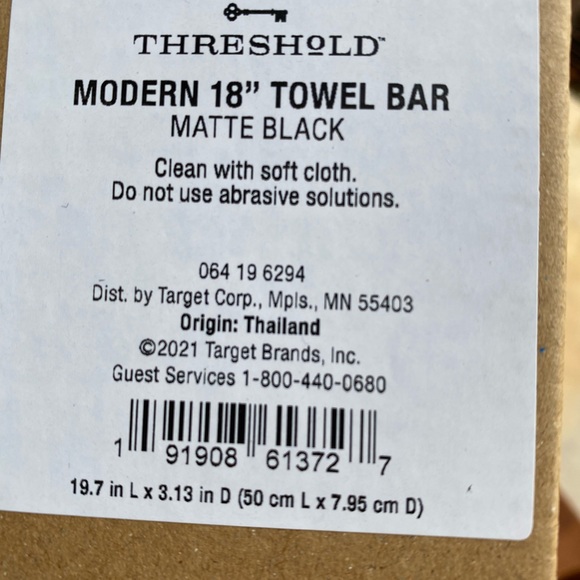 THRESHOLD™
MODERN 18” TOWEL BAR
MATTE BLACK
Clean with soft cloth.
Do not use abrasive solutions.
064 19 6294
Dist. by Target Corp., Mpls., MN 55403
Origin: Thailand
©2021 Target Brands, Inc.
Guest Services 1-800-440-0680
1 91908 61372 7
19.7 in L x 3.13 in D (50 cm L x 7.95 cm D)